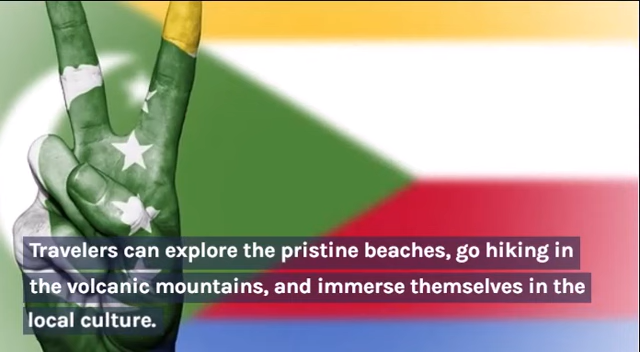 Travelers can explore the pristine beaches, go hiking in
the volcanic mountains, and immerse themselves in the
local culture.